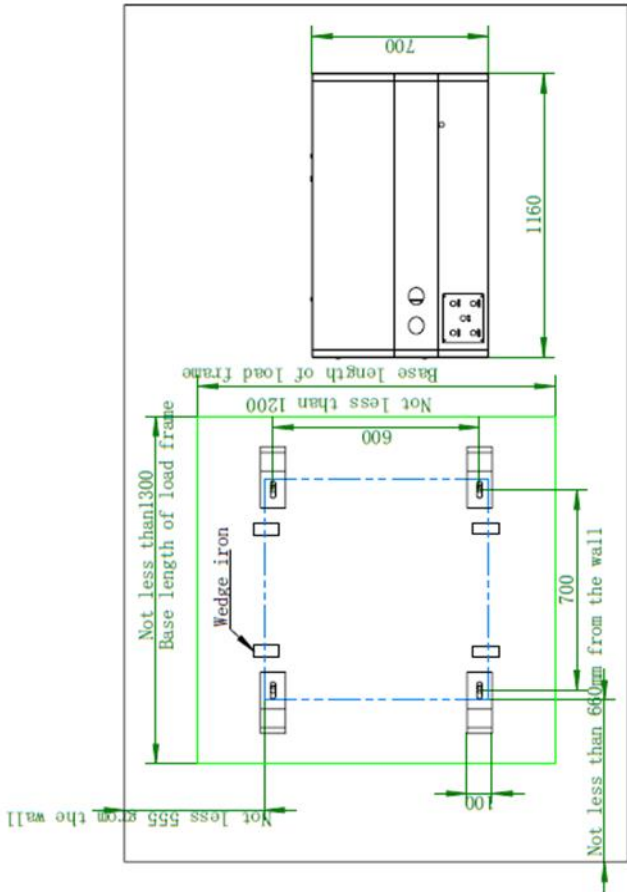 700
1160
Base length of load frame
Not less than 1200
600
Not less than1300
Base length of load frame
Wedge iron
700
Not less than 660mm from the wall
100
Not less 555 grom the wall